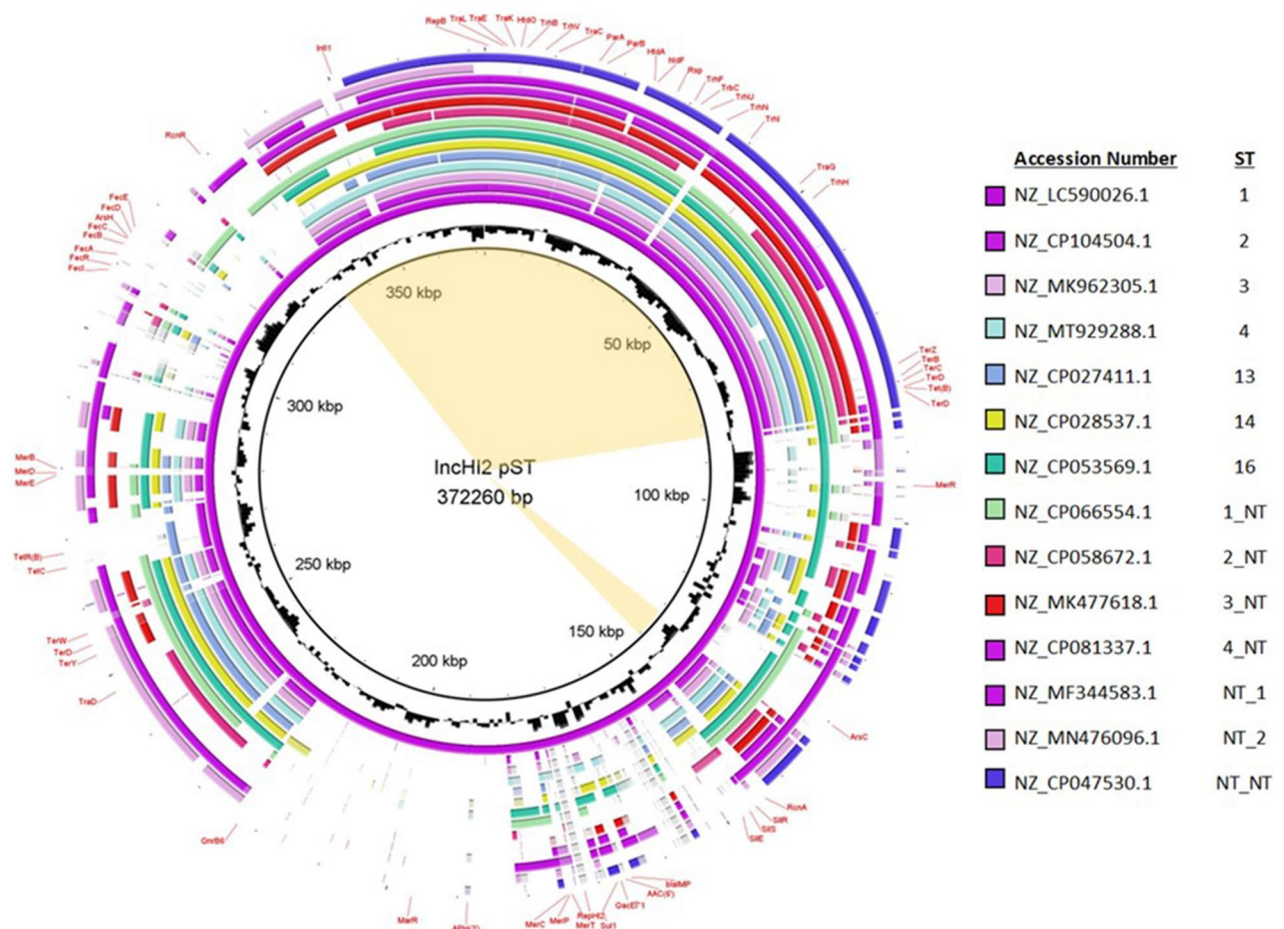 RepB TraL TraE TraK HtdO TrhB TrhV TraC ParA ParB
HtdA
htdF
Rsp
TrhF
TrbC
TrhU
TrhN
TrhI
TraG
TrhH
TerZ
TerB
TerC
TerD
Tet(B)
TerD
MerR
ArsC
RcnA
SilR
SilS
SilE
blaIMP
AAC(6')
RepHI2
MerC MerP
MerT Sul1
MarR
QnrB6
TraD
TerY
TerD
TerW
TetC
TetR(B)
MerE
MerD
MerB
FecI
FecR
FecA
FecB
FecC
ArsH
FecD
FecE
RcnR
IntI1
350 kbp
50 kbp
300 kbp
100 kbp
250 kbp
150 kbp
200 kbp
IncHI2 pST
372260 bp
Accession Number ST
NZ_LC590026.1 1
NZ_CP104504.1 2
NZ_MK962305.1 3
NZ_MT929288.1 4
NZ_CP027411.1 13
NZ_CP028537.1 14
NZ_CP053569.1 16
NZ_CP066554.1 1_NT
NZ_CP058672.1 2_NT
NZ_MK477618.1 3_NT
NZ_CP081337.1 4_NT
NZ_MF344583.1 NT_1
NZ_MN476096.1 NT_2
NZ_CP047530.1 NT_NT